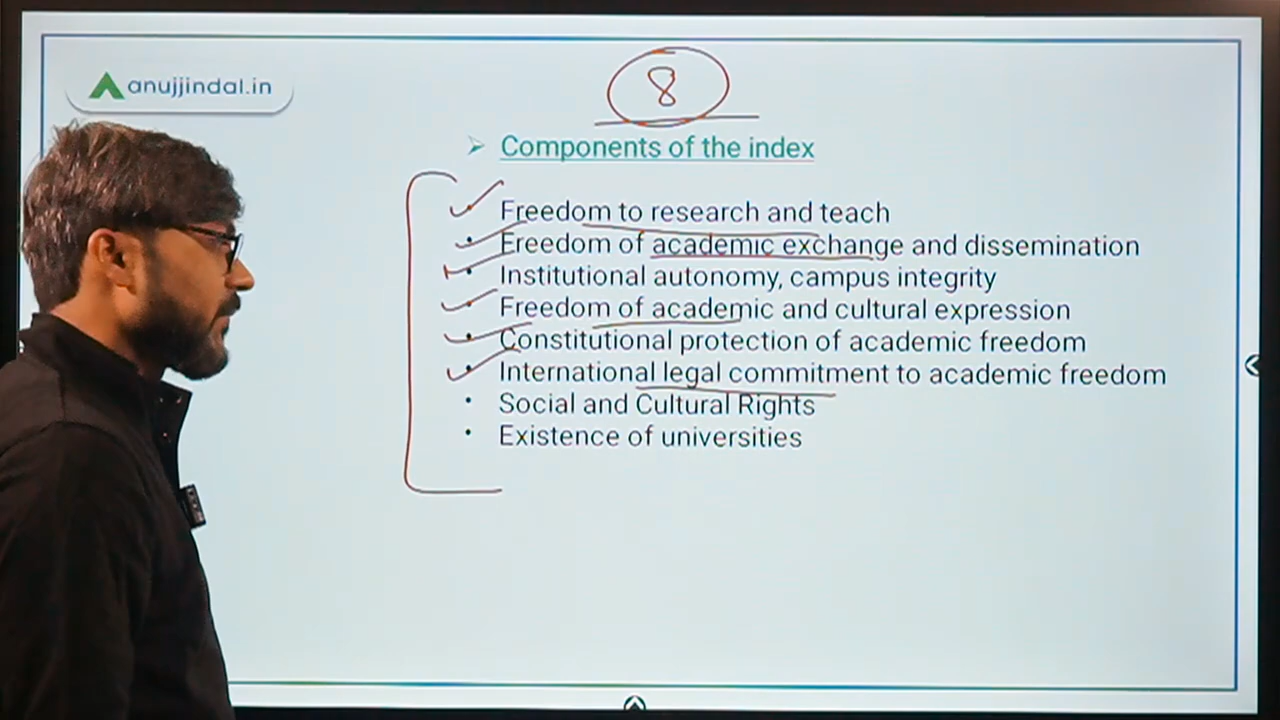 anujjindal.in
8
Components of the index
Freedom to research and teach
Freedom of academic exchange and dissemination
Institutional autonomy, campus integrity
Freedom of academic and cultural expression
Constitutional protection of academic freedom
International legal commitment to academic freedom
Social and Cultural Rights
Existence of universities